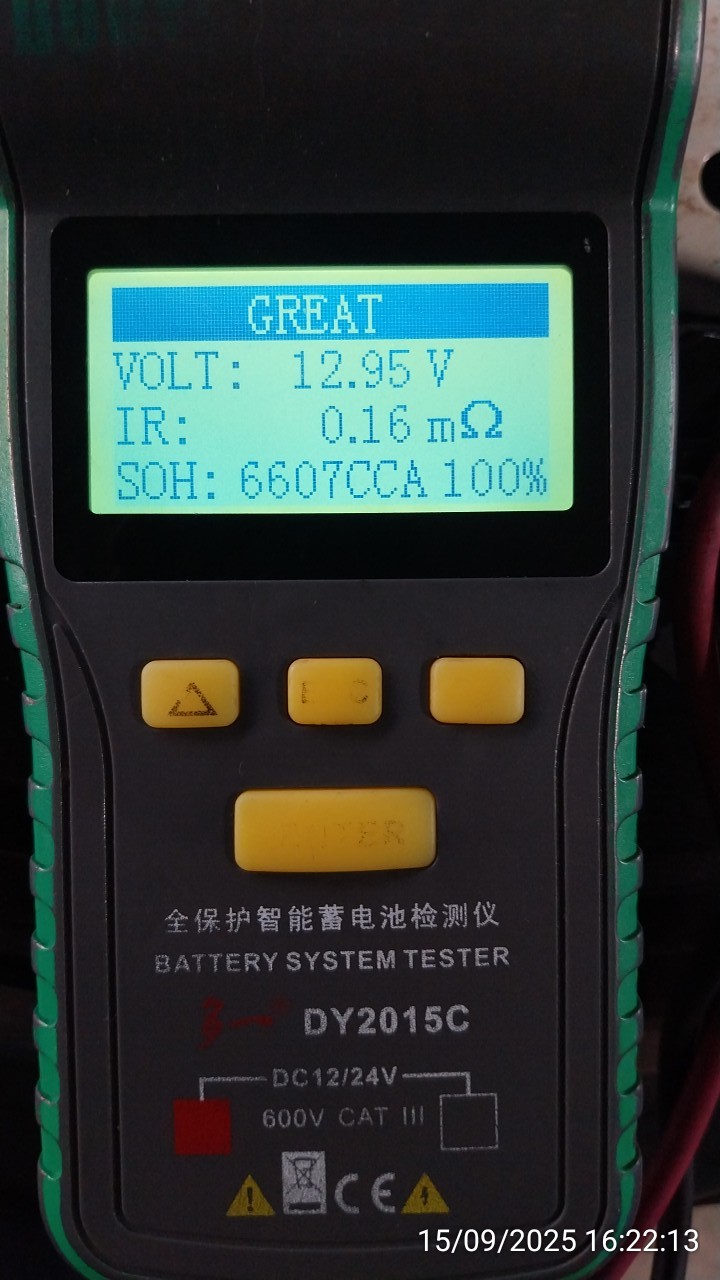 GREAT
VOLT: 12.95 V
IR: 0.16 mΩ
SOH: 6607CCA 100%
全保护智能蓄电池检测仪
BATTERY SYSTEM TESTER
DY2015C
DC12/24V
600V CAT III
CE
15/09/2025 16:22:13